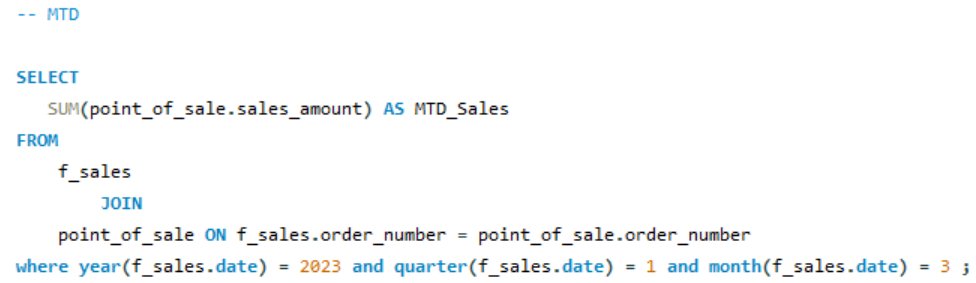 -- MTD
SELECT
SUM(point_of_sale.sales_amount) AS MTD_Sales
FROM
f_sales
JOIN
point_of_sale ON f_sales.order_number = point_of_sale.order_number
where year(f_sales.date) = 2023 and quarter(f_sales.date) = 1 and month(f_sales.date) = 3 ;